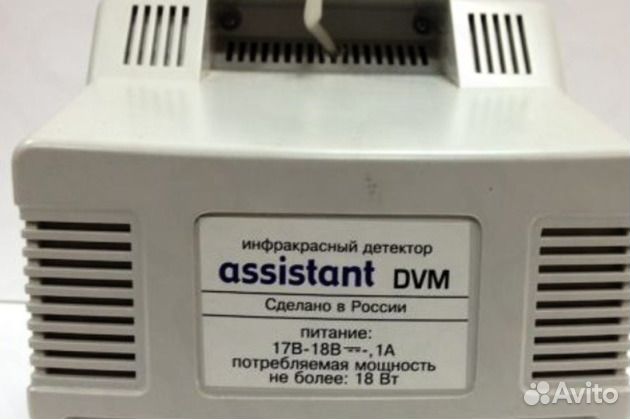 инфракрасный детектор
assistant DVM
Сделано в России
питание:
17В-18В ⎓, 1А
потребляемая мощность
не более: 18 Вт
Avito